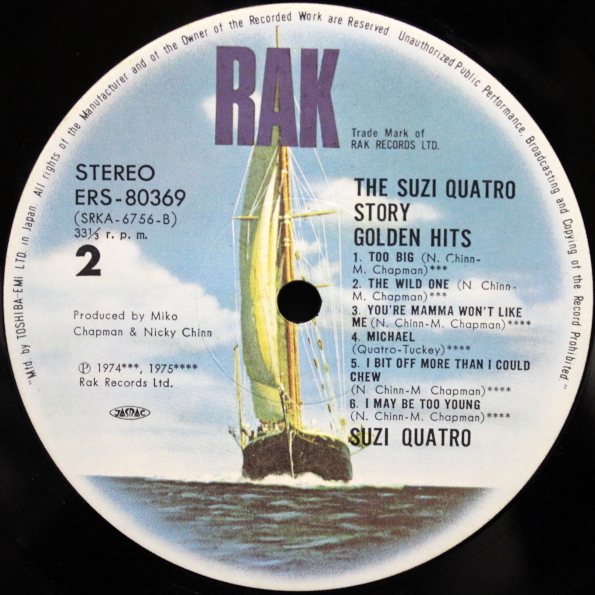 "Mfg. by TOSHIBA-EMI LTD. in Japan. All rights of the Manufacturer and of the Owner of the Recorded Work are Reserved. Unauthorized Public Performance, Broadcasting and Copying of the Record Prohibited"
RAK
Trade Mark of
RAK RECORDS LTD.
STEREO
ERS-80369
(SRKA-6756-B)
33⅓ r. p. m.
2
Produced by Miko
Chapman & Nicky Chinn
Ⓟ 1974***, 1975****
Rak Records Ltd.
JASRAC
THE SUZI QUATRO
STORY
GOLDEN HITS
1. TOO BIG (N. Chinn-
M. Chapman)***
2. THE WILD ONE (N Chinn-
M. Chapman)***
3. YOU'RE MAMMA WON'T LIKE
ME (N. Chinn-M. Chapman)****
4. MICHAEL
(Quatro-Tuckey)****
5. I BIT OFF MORE THAN I COULD
CHEW
(N. Chinn-M Chapman)****
6. I MAY BE TOO YOUNG
(N. Chinn-M. Chapman)****
SUZI QUATRO